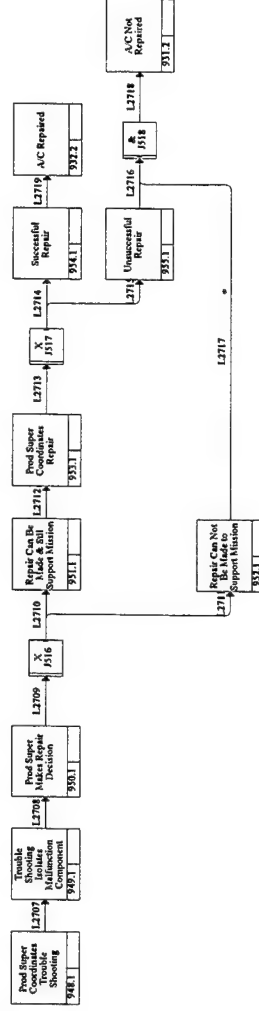 Prod Super
Coordinates
Trouble
Shooting
948.1
L2707
Trouble
Shooting
Isolates
Malfunction
Component
949.1
L2708
Prod Super
Makes Repair
Decision
950.1
L2709
X
J516
L2710
L2711
Repair Can Be
Made & Still
Support Mission
951.1
L2712
Prod Super
Coordinates
Repair
953.1
L2713
X
J517
L2714
L2715
Successful
Repair
954.1
L2719
A/C Repaired
932.2
Unsuccessful
Repair
955.1
L2716
&
J518
L2718
A/C Not
Repaired
931.2
Repair Can Not
Be Made to
Support Mission
952.1
L2717
*